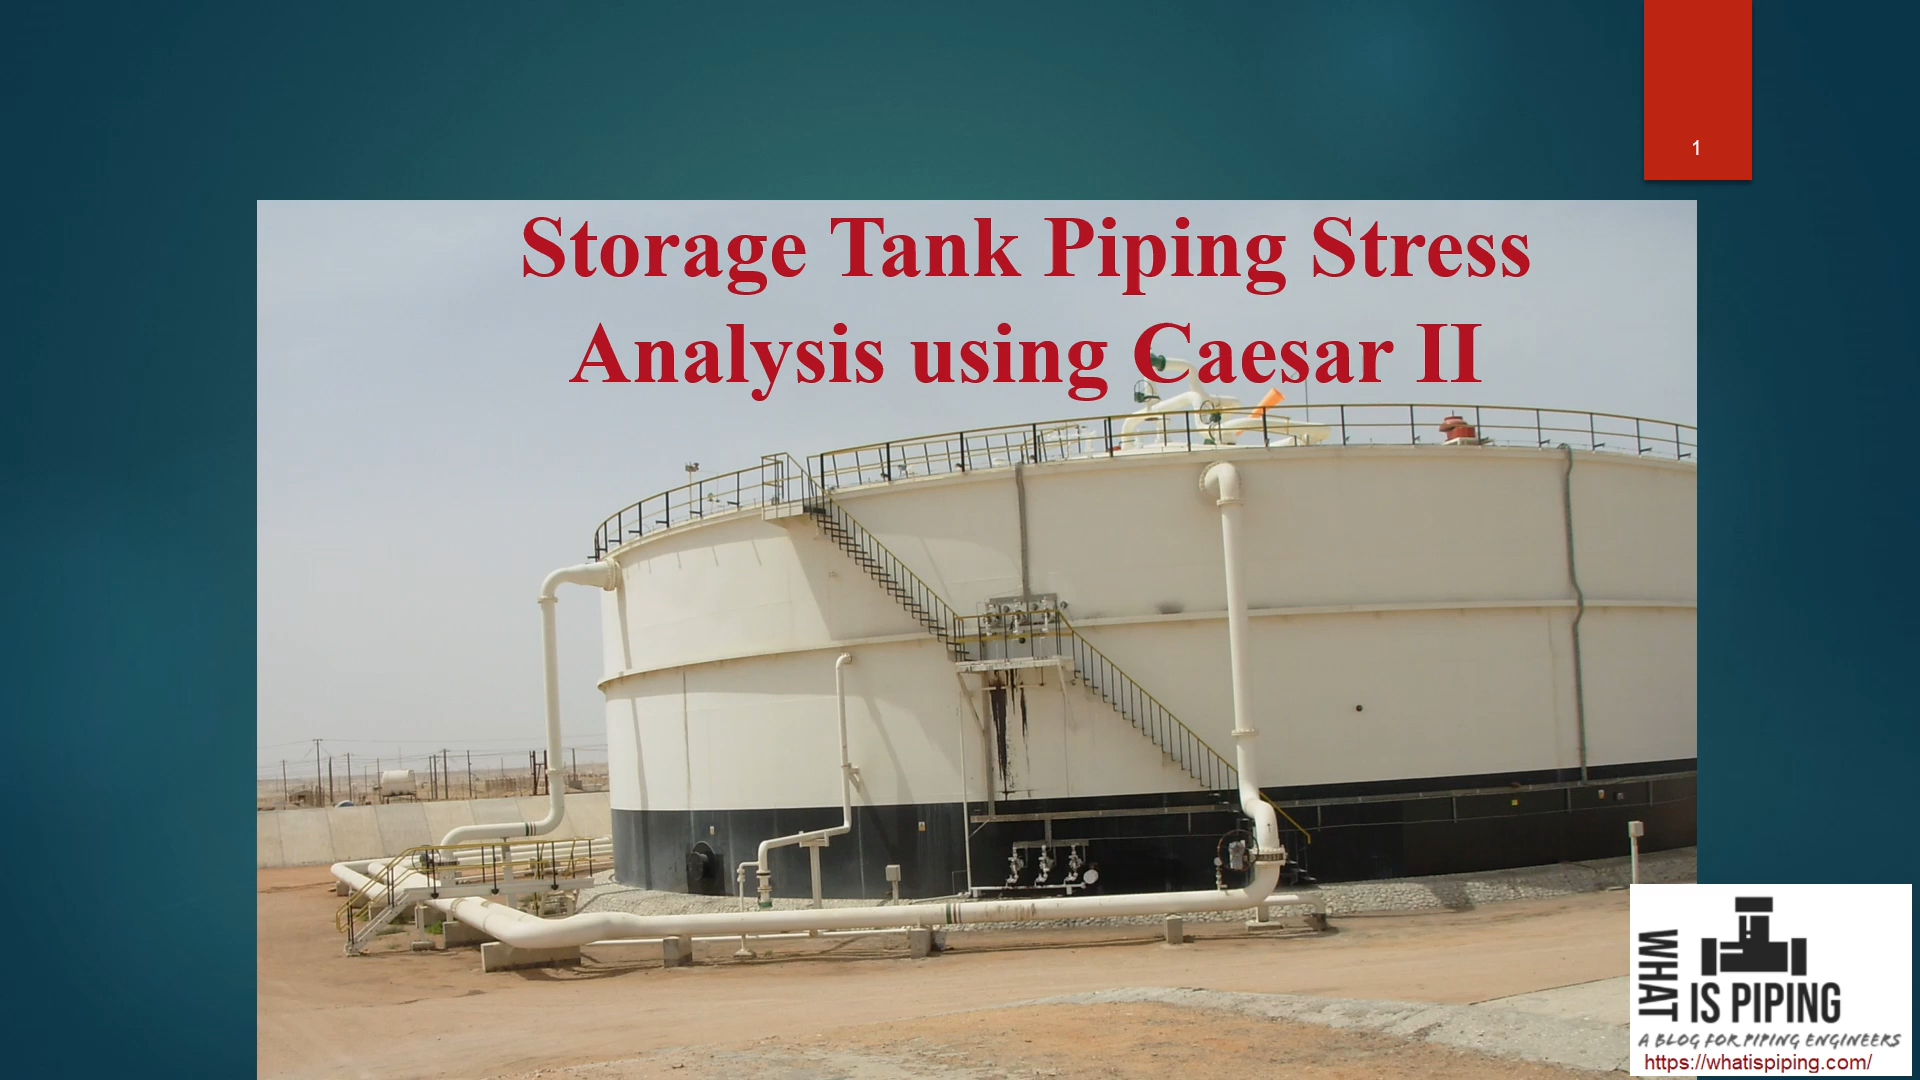 1
Storage Tank Piping Stress
Analysis using Caesar II
WHAT
IS PIPING
A BLOG FOR PIPING ENGINEERS
https://whatispiping.com/